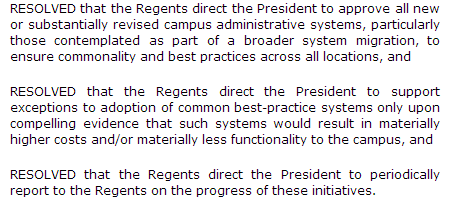 RESOLVED that the Regents direct the President to approve all new
or substantially revised campus administrative systems, particularly
those contemplated as part of a broader system migration, to
ensure commonality and best practices across all locations, and
RESOLVED that the Regents direct the President to support
exceptions to adoption of common best-practice systems only upon
compelling evidence that such systems would result in materially
higher costs and/or materially less functionality to the campus, and
RESOLVED that the Regents direct the President to periodically
report to the Regents on the progress of these initiatives.